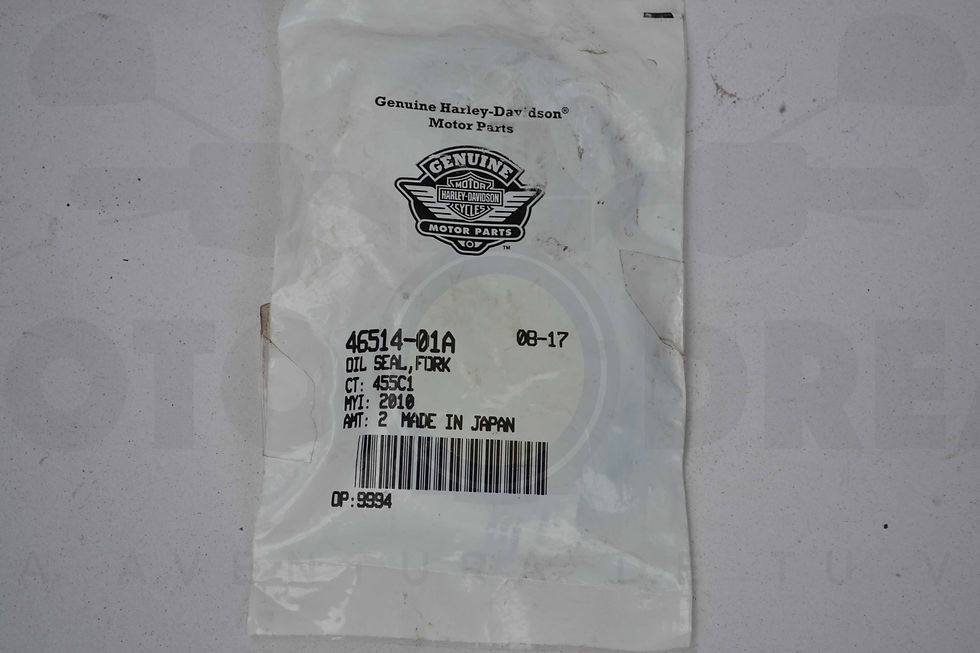 Genuine Harley-Davidson®
Motor Parts
GENUINE
MOTOR
HARLEY-DAVIDSON
CYCLES
MOTOR PARTS
TM
46514-01A 08-17
OIL SEAL,FORK
CT: 455C1
MYI: 2010
AMT: 2 MADE IN JAPAN
OP:9994